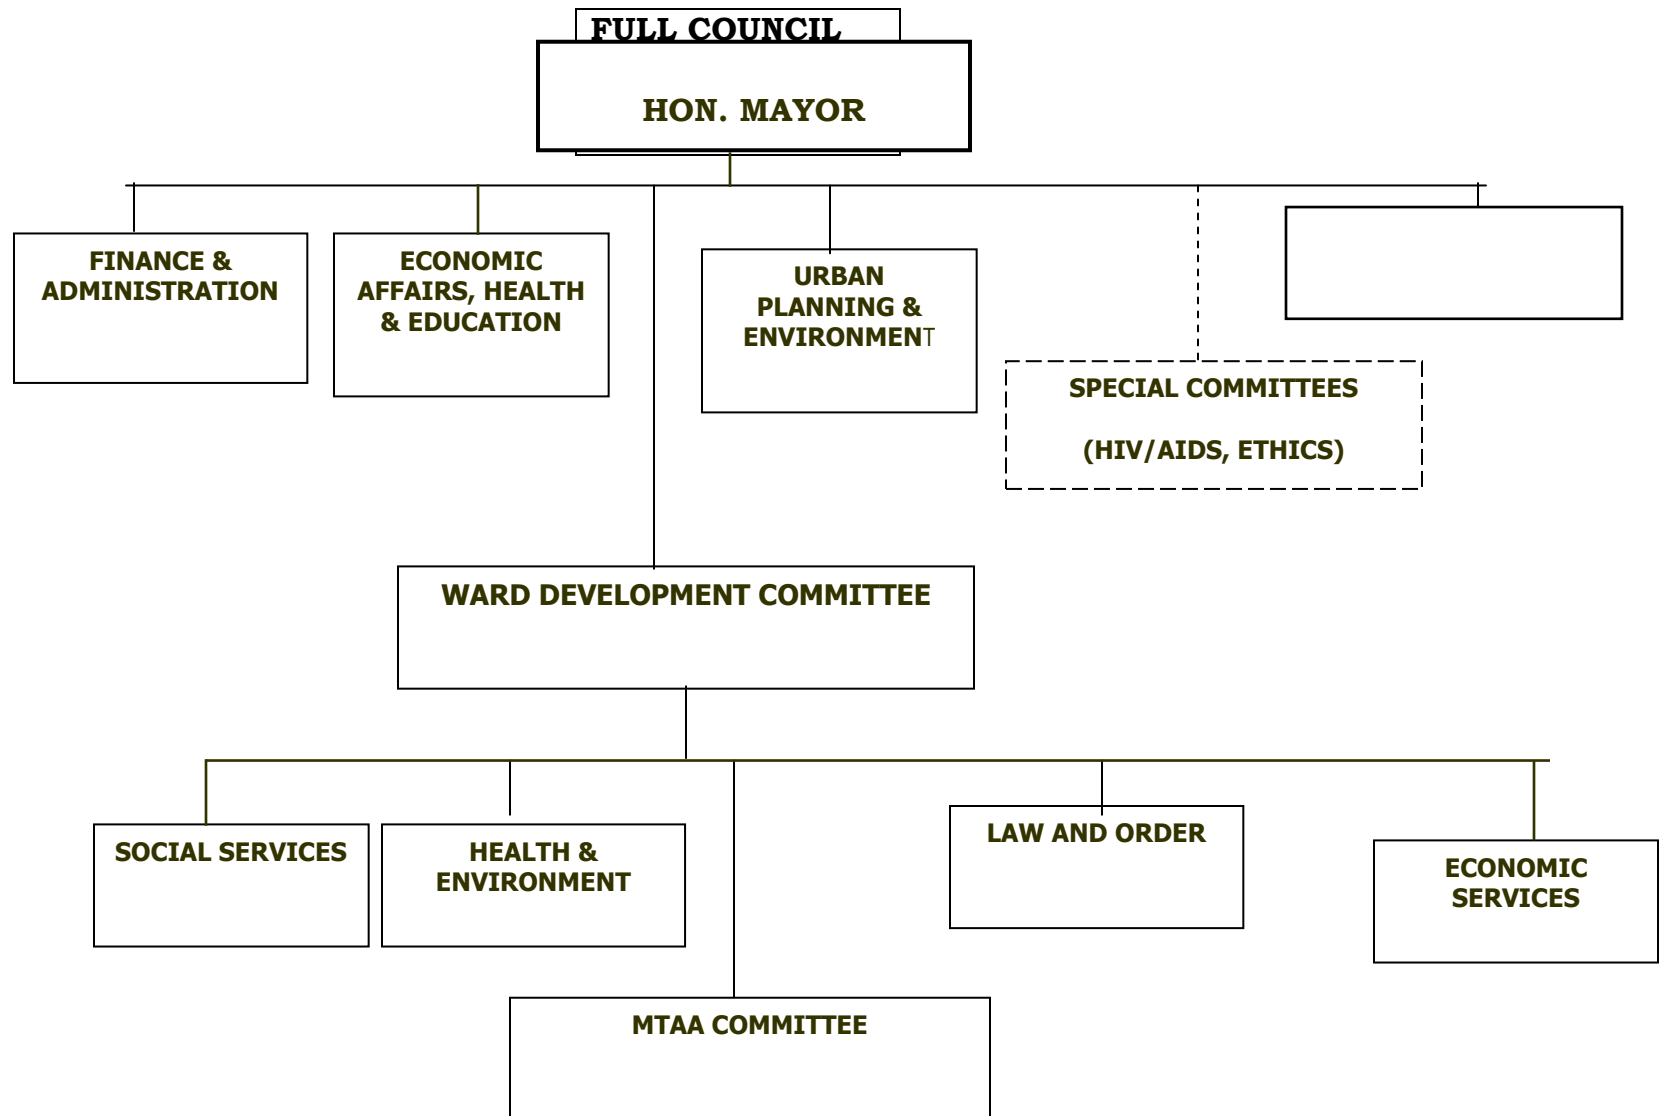 FULL COUNCIL
HON. MAYOR
FINANCE &
ADMINISTRATION
ECONOMIC
AFFAIRS, HEALTH
& EDUCATION
URBAN
PLANNING &
ENVIRONMENT
SPECIAL COMMITTEES
(HIV/AIDS, ETHICS)
WARD DEVELOPMENT COMMITTEE
SOCIAL SERVICES
HEALTH &
ENVIRONMENT
LAW AND ORDER
ECONOMIC
SERVICES
MTAA COMMITTEE